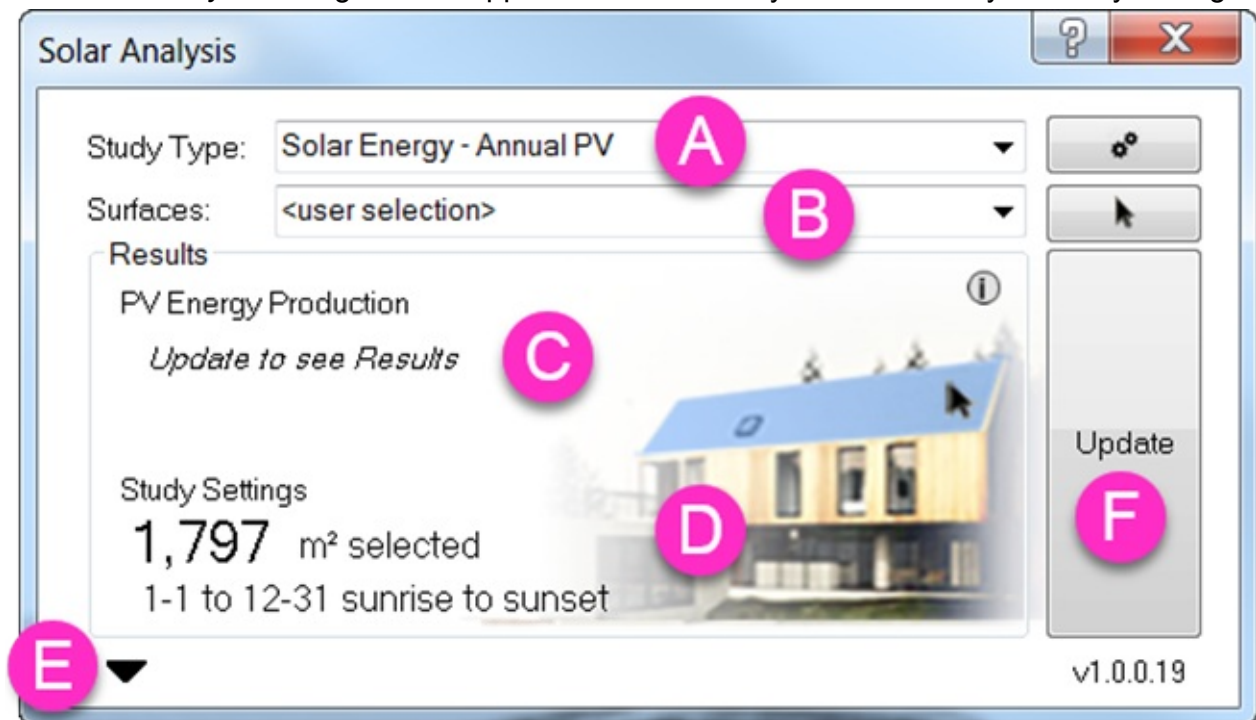 Solar Analysis
Study Type: Solar Energy - Annual PV A
Surfaces: <user selection> B
Results
PV Energy Production
Update to see Results C
Update
Study Settings
1,797 m² selected D F
1-1 to 12-31 sunrise to sunset
E v1.0.0.19